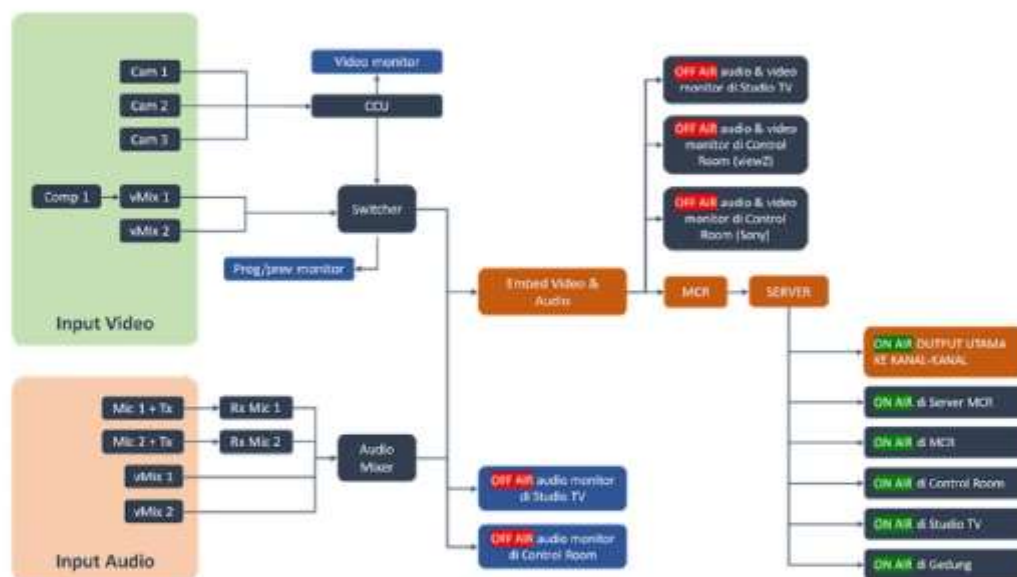 Cam 1
Cam 2
Cam 3
Comp 1
vMix 1
vMix 2
Input Video
Video monitor
CCU
Switcher
Prog/prev monitor
Mic 1 + Tx
Mic 2 + Tx
vMix 1
vMix 2
Input Audio
Rx Mic 1
Rx Mic 2
Audio
Mixer
Embed Video &
Audio
OFF AIR audio & video
monitor di Studio TV
OFF AIR audio & video
monitor di Control
Room (view2)
OFF AIR audio & video
monitor di Control
Room (Sony)
MCR
SERVER
OFF AIR audio monitor
di Studio TV
OFF AIR audio monitor
di Control Room
ON AIR OUTPUT UTAMA
KE KANAL-KANAL
ON AIR di Server MCR
ON AIR di MCR
ON AIR di Control Room
ON AIR di Studio TV
ON AIR di Gedung